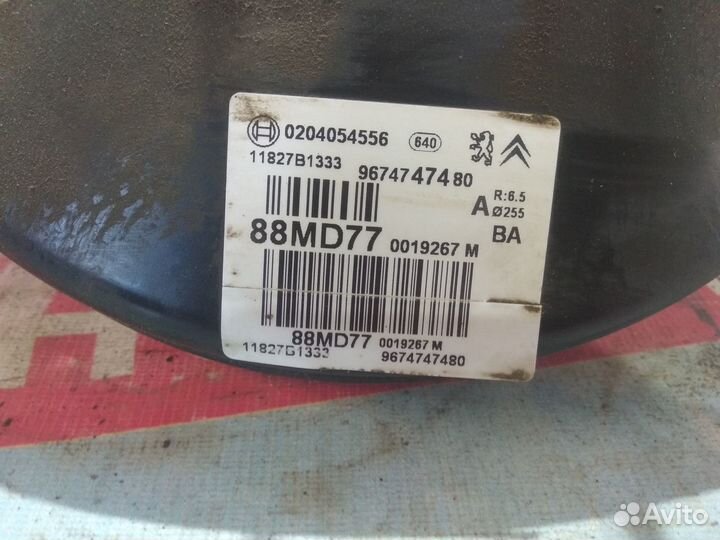 0204054556 640
11827B1333 9674747480
R:6.5
A Ø255
88MD77 0019267 M BA
88MD77 0019267 M
11827B1333 9674747480
Avito